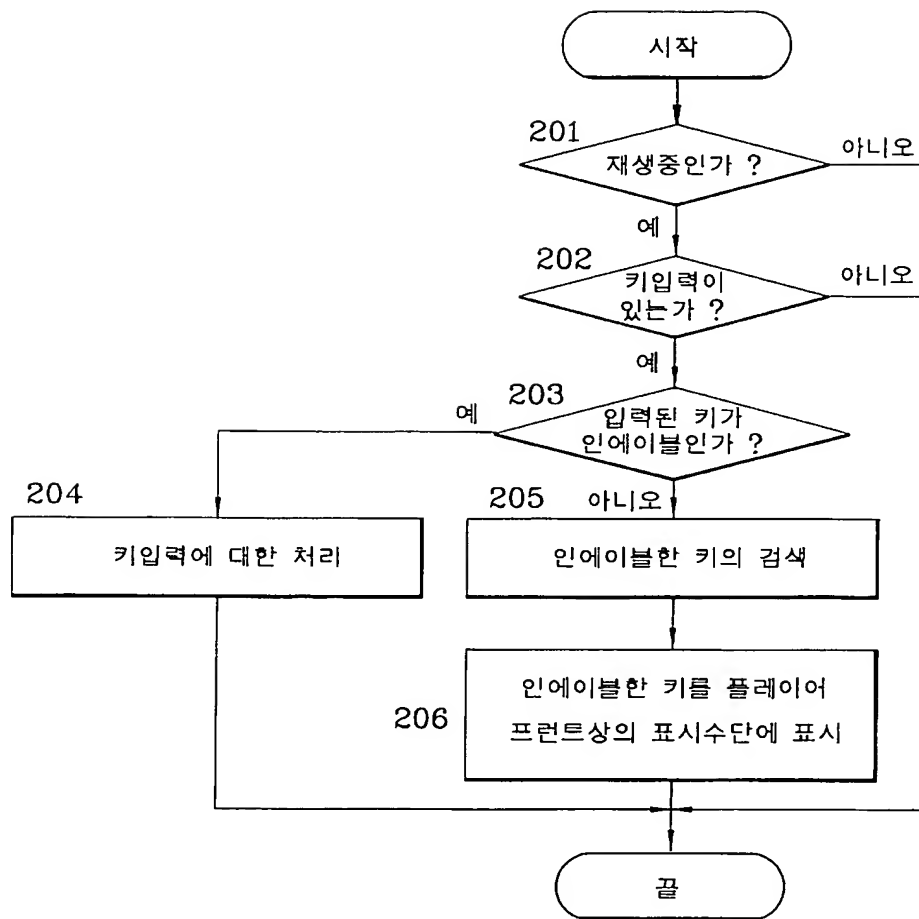 시작
201
재생중인가 ?
아니오
예
202
키입력이
있는가 ?
아니오
예
203
입력된 키가
인에이블인가 ?
예
아니오
204
키입력에 대한 처리
205
인에이블한 키의 검색
206
인에이블한 키를 플레이어
프런트상의 표시수단에 표시
끝